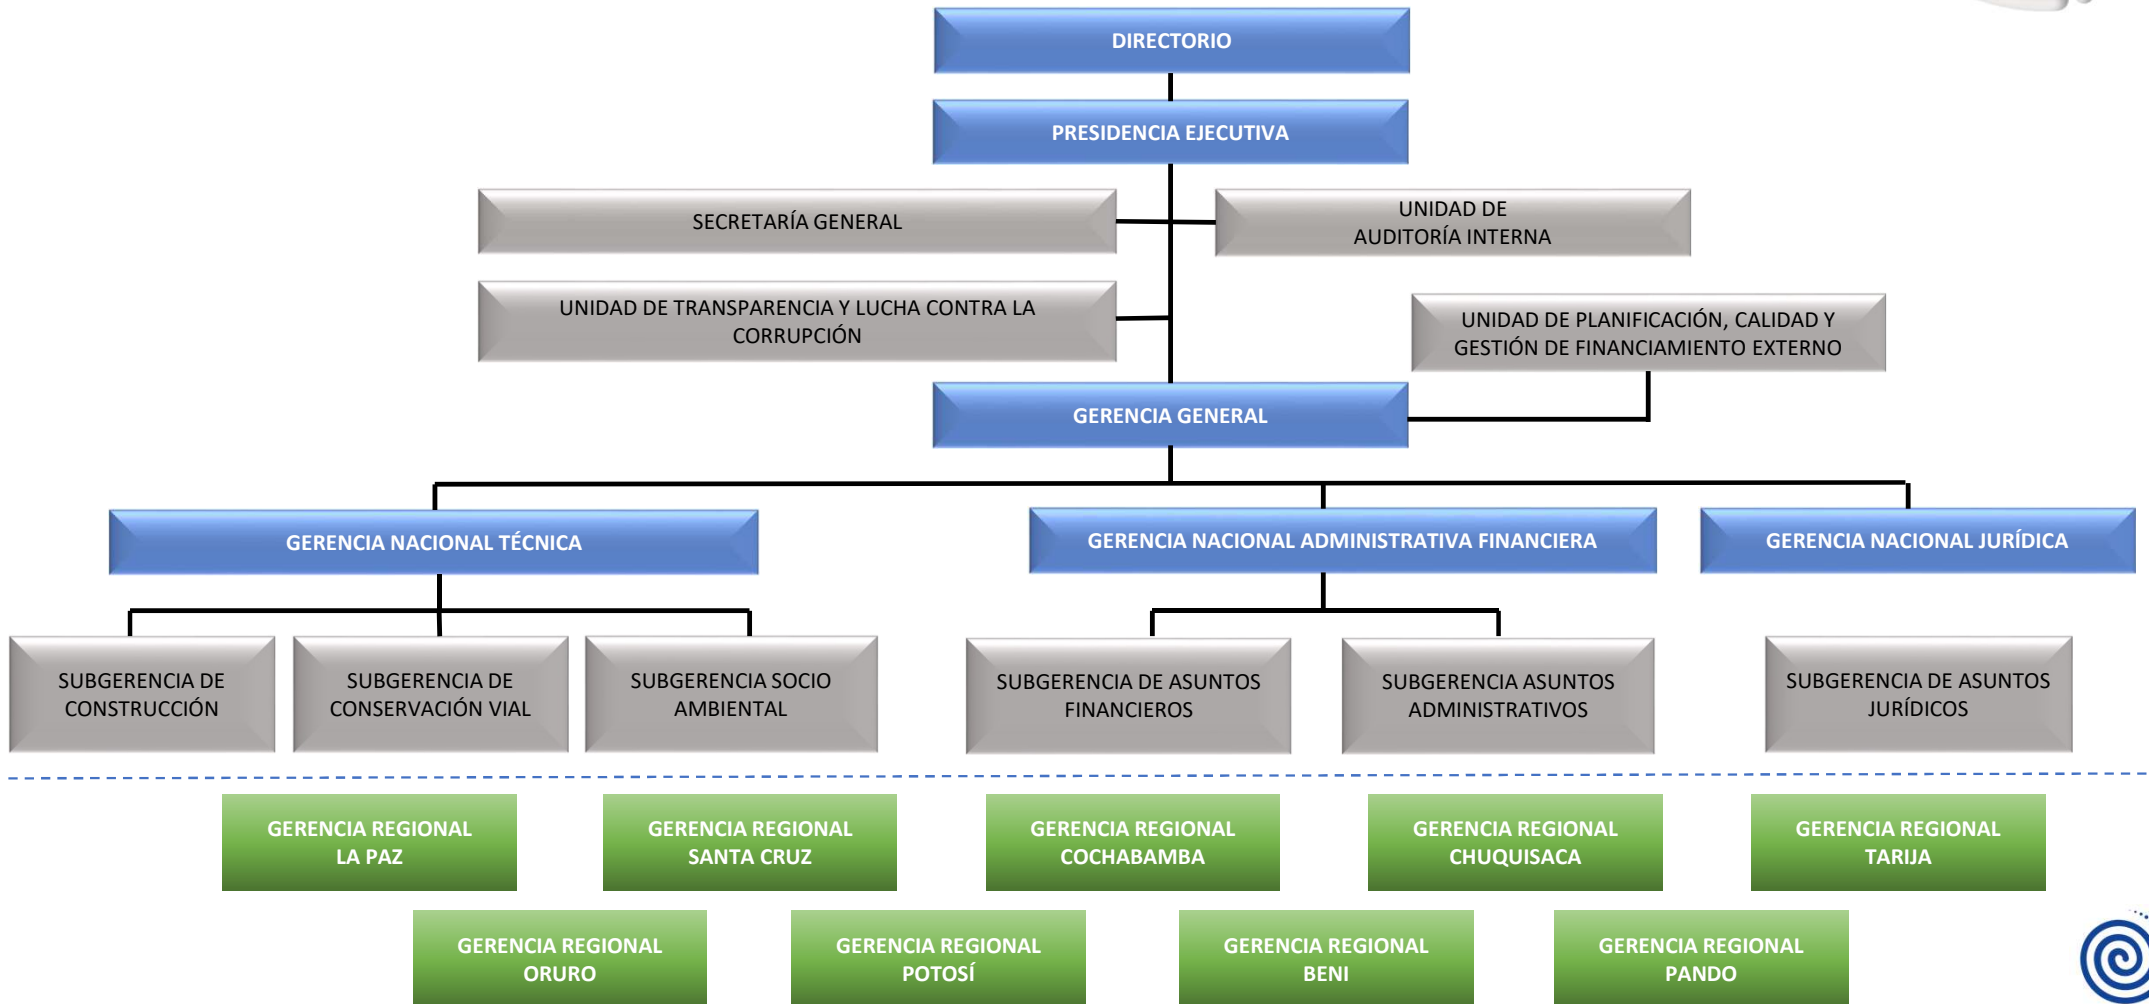 DIRECTORIO
PRESIDENCIA EJECUTIVA
SECRETARÍA GENERAL
UNIDAD DE
AUDITORÍA INTERNA
UNIDAD DE TRANSPARENCIA Y LUCHA CONTRA LA
CORRUPCIÓN
UNIDAD DE PLANIFICACIÓN, CALIDAD Y
GESTIÓN DE FINANCIAMIENTO EXTERNO
GERENCIA GENERAL
GERENCIA NACIONAL TÉCNICA
GERENCIA NACIONAL ADMINISTRATIVA FINANCIERA
GERENCIA NACIONAL JURÍDICA
SUBGERENCIA DE
CONSTRUCCIÓN
SUBGERENCIA DE
CONSERVACIÓN VIAL
SUBGERENCIA SOCIO
AMBIENTAL
SUBGERENCIA DE ASUNTOS
FINANCIEROS
SUBGERENCIA ASUNTOS
ADMINISTRATIVOS
SUBGERENCIA DE ASUNTOS
JURÍDICOS
GERENCIA REGIONAL
LA PAZ
GERENCIA REGIONAL
SANTA CRUZ
GERENCIA REGIONAL
COCHABAMBA
GERENCIA REGIONAL
CHUQUISACA
GERENCIA REGIONAL
TARIJA
GERENCIA REGIONAL
ORURO
GERENCIA REGIONAL
POTOSÍ
GERENCIA REGIONAL
BENI
GERENCIA REGIONAL
PANDO